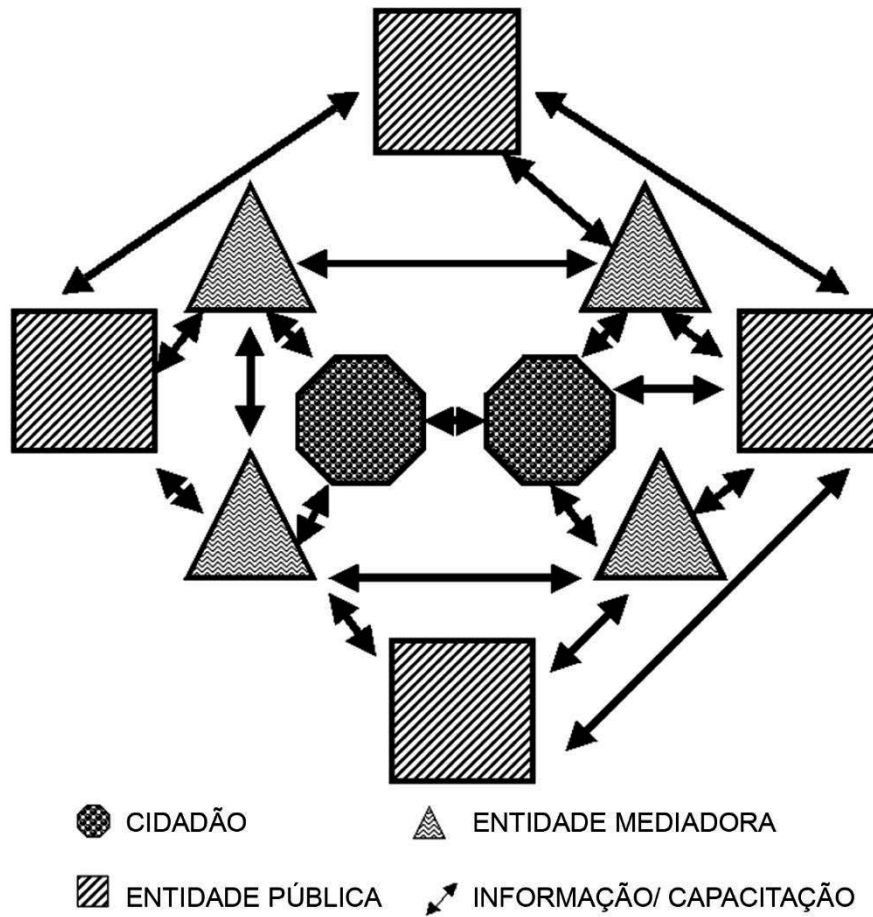 CIDADÃO
ENTIDADE MEDIADORA
ENTIDADE PÚBLICA
INFORMAÇÃO/ CAPACITAÇÃO